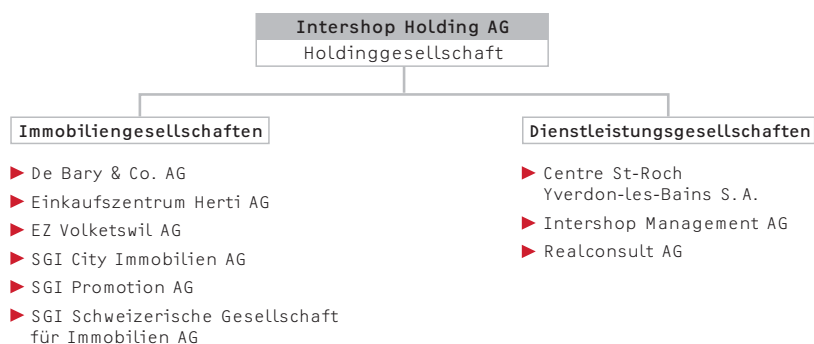 Intershop Holding AG
Holdinggesellschaft
Immobiliengesellschaften
De Bary & Co. AG
Einkaufszentrum Herti AG
EZ Volketswil AG
SGI City Immobilien AG
SGI Promotion AG
SGI Schweizerische Gesellschaft
für Immobilien AG
Dienstleistungsgesellschaften
Centre St-Roch
Yverdon-les-Bains S.A.
Intershop Management AG
Realconsult AG